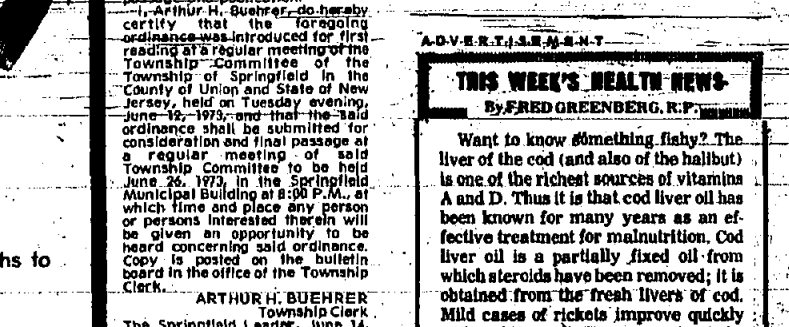 —I, Arthur H. Buehrer, do hereby
certify that the foregoing
ordinance was introduced for first
reading at a regular meeting of the
Township Committee of the
Township of Springfield in the
County of Union and State of New
Jersey, held on Tuesday evening,
June 12, 1973, and that the said
ordinance shall be submitted for
consideration and final passage at
a regular meeting of said
Township Committee to be held
June 26, 1973, in the Springfield
Municipal Building at 8:00 P.M., at
which time and place any person
or persons interested therein will
be given an opportunity to be
heard concerning said ordinance.
Copy is posted on the bulletin
board in the office of the Township
Clerk.
ARTHUR H. BUEHRER
Township Clerk
The Springfield Leader, June 14,
hs to
A-D-V-E-R-T-I-S-E-M-E-N-T
THIS WEEK'S HEALTH NEWS
By FRED GREENBERG, R.P.
Want to know something fishy? The
liver of the cod (and also of the halibut)
is one of the richest sources of vitamins
A and D. Thus it is that cod liver oil has
been known for many years as an ef-
fective treatment for malnutrition. Cod
liver oil is a partially fixed oil from
which steroids have been removed; it is
obtained from the fresh livers of cod.
Mild cases of rickets improve quickly